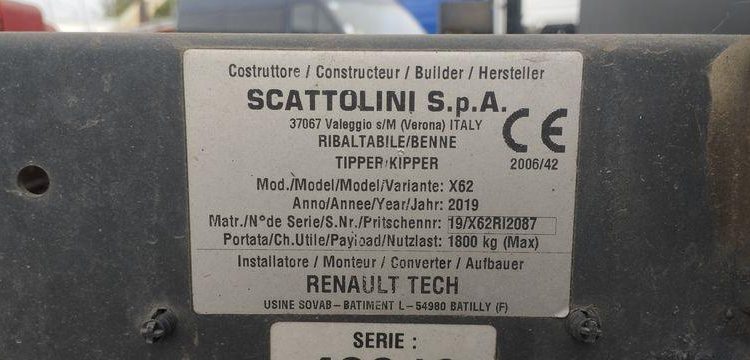 Costruttore / Constructeur / Builder / Hersteller
SCATTOLINI S.p.A.
37067 Valeggio s/M (Verona) ITALY
RIBALTABILE/BENNE
TIPPER/KIPPER
CE
2006/42
Mod./Model/Model/Variante: X62
Anno/Annee/Year/Jahr: 2019
Matr./N°de Serie/S.Nr./Pritschennr: 19/X62RI2087
Portata/Ch.Utile/Payload/Nutzlast: 1800 kg (Max)
Installatore / Monteur / Converter / Aufbauer
RENAULT TECH
USINE SOVAB – BATIMENT L – 54980 BATILLY (F)
SERIE :